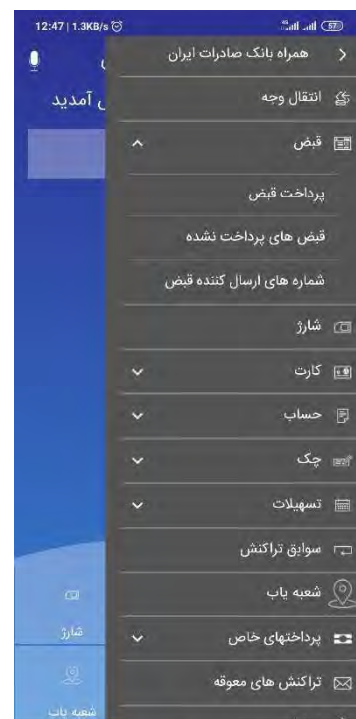 12:47 | 1.3KB/s
57
همراه بانک صادرات ایران
ی آمدید
انتقال وجه
قبض
پرداخت قبض
قبض های پرداخت نشده
شماره های ارسال کننده قبض
شارژ
کارت
حساب
چک
تسهیلات
سوابق تراکنش
شعبه یاب
پرداختهای خاص
شارژ
تراکنش های معوقه
شعبه یاب